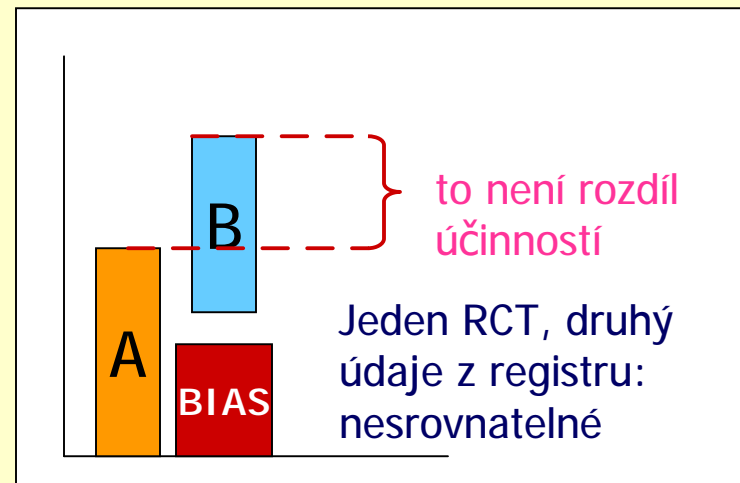 B
to není rozdíl
účinností
A
BIAS
Jeden RCT, druhý
údaje z registru:
nesrovnatelné